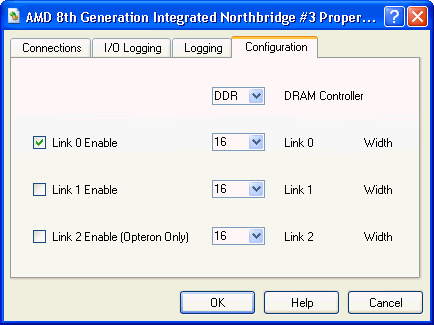 AMD 8th Generation Integrated Northbridge #3 Proper...
Connections I/O Logging Logging Configuration
DDR DRAM Controller
Link 0 Enable 16 Link 0 Width
Link 1 Enable 16 Link 1 Width
Link 2 Enable (Opteron Only) 16 Link 2 Width
OK Help Cancel